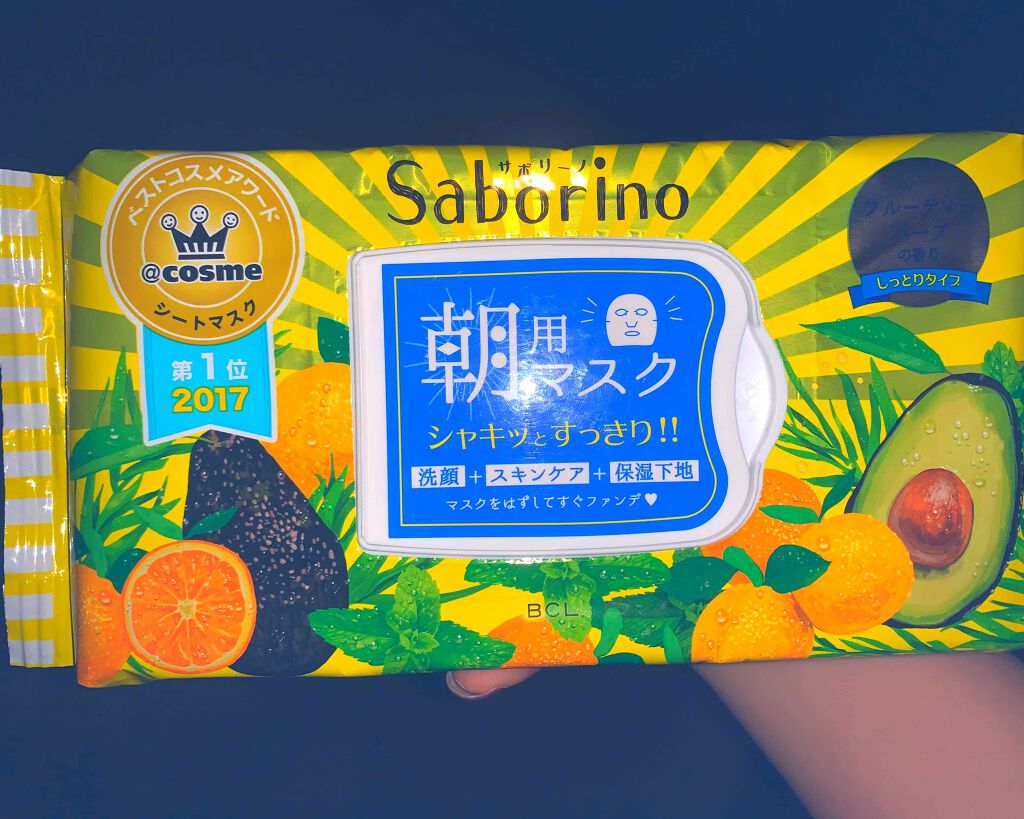 ベストコスメアワード
@cosme
シートマスク
第1位
2017
サボリーノ
Saborino
フルーティー
ハーブ
の香り
しっとりタイプ
朝用マスク
シャキッとすっきり!!
洗顔+スキンケア+保湿下地
マスクをはずしてすぐファンデ♥
BCL